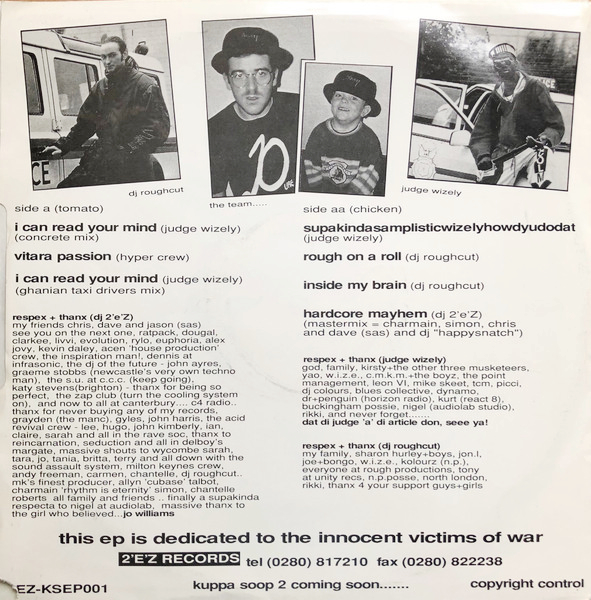 CE
dj roughcut
the team.....
judge wizely
side a (tomato)
i can read your mind (judge wizely)
(concrete mix)
vitara passion (hyper crew)
i can read your mind (judge wizely)
(ghanian taxi drivers mix)
respex + thanx (dj 2'e'Z)
my friends chris, dave and jason (sas)
see you on the next one, ratpack, dougal,
clarkee, livvi, evolution, rylo, euphoria, alex
jovy, kevin daley, acen 'house production'
crew, the inspiration man!, dennis at
infrasonic, the dj of the future - john ayres,
graeme stobbs (newcastle's very own techno
man), the s.u. at c.c.c. (keep going),
katy stevens(brighton) - thanx for being so
perfect, the zap club (turn the cooling system
on), and now to all at canterbury.... c4 radio..
thanx for never buying any of my records,
grayden (the manc), gyles, john harris, the acid
revival crew - lee, hugo, john kimberly, ian,
claire, sarah and all in the rave soc, thanx to
reincarnation, seduction and all in delboy's
margate, massive shouts to wycombe sarah,
tara, jo, tania, britta, terry and all down with the
sound assault system, milton keynes crew,
andy freeman, carmen, chantelle, dj roughcut..
mk's finest producer, allyn 'cubase' talbot,
charmain 'rhythm is eternity' simon, chantelle
roberts all family and friends .. finally a supakinda
respecta to nigel at audiolab, massive thanx to
the girl who believed...jo williams
side aa (chicken)
supakindasamplisticwizelyhowdyudodat
(judge wizely)
rough on a roll (dj roughcut)
inside my brain (dj roughcut)
hardcore mayhem (dj 2'e'Z)
(mastermix = charmain, simon, chris
and dave (sas) and dj "happysnatch")
respex + thanx (judge wizely)
god, family, kirsty+the other three musketeers,
yao, w.i.z.e., c.m.k.m.+the boyz, the point
management, leon VI, mike skeet, tcm, picci,
dj colours, blues collective, dynamo,
dr+penguin (horizon radio), kurt (react 8),
buckingham possie, nigel (audiolab studio),
rikki, and never forget.......
dat di judge 'a' di article don, seee ya!
respex + thanx (dj roughcut)
my family, sharon hurley+boys, jon.l,
joe+bongo, w.i.z.e., kolourz (n.p.),
everyone at rough productions, tony
at unity recs, n.p.posse, north london,
rikki, thanx 4 your support guys+girls
this ep is dedicated to the innocent victims of war
2'E'Z RECORDS tel (0280) 817210 fax (0280) 822238
EZ-KSEP001 kuppa soop 2 coming soon....... copyright control